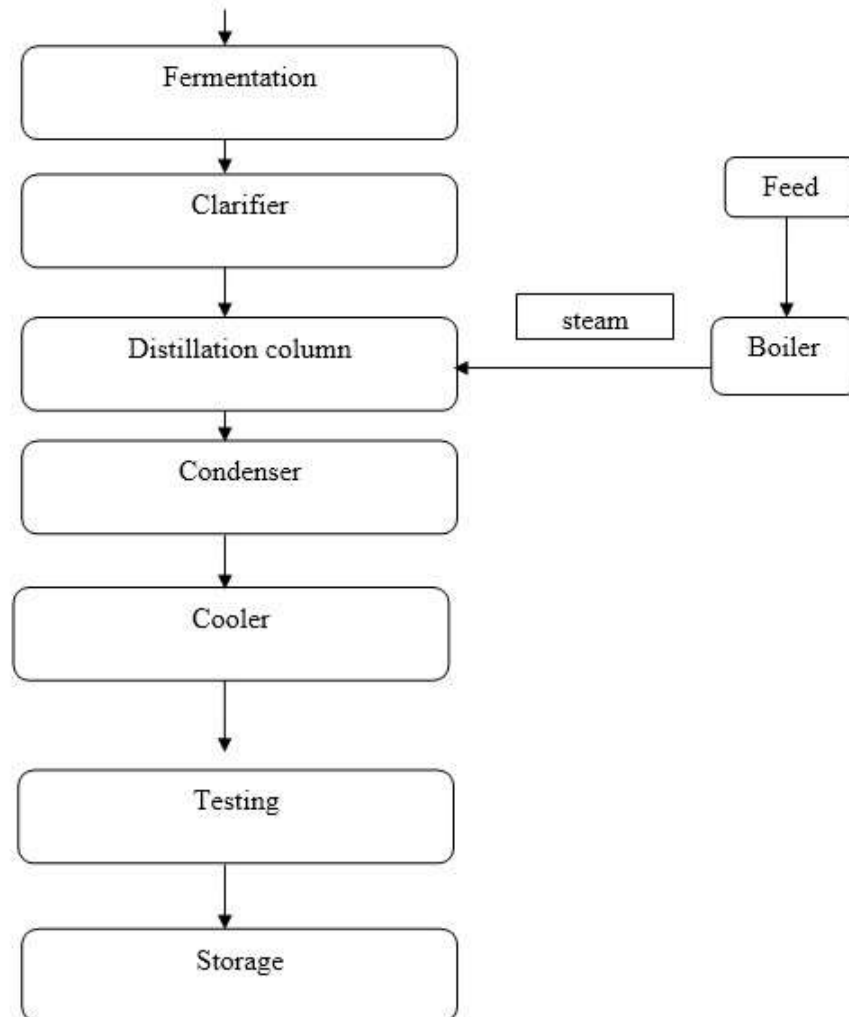 Fermentation
Clarifier
Feed
steam
Distillation column
Boiler
Condenser
Cooler
Testing
Storage